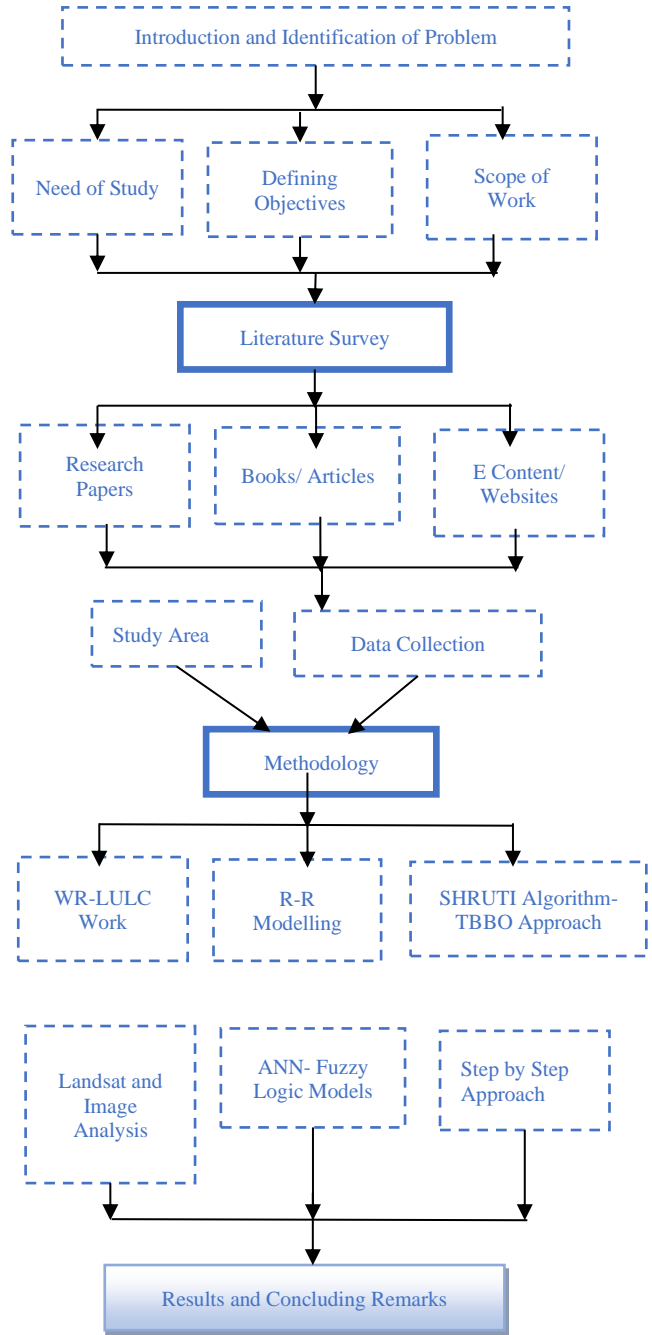 Introduction and Identification of Problem
Need of Study
Defining
Objectives
Scope of
Work
Literature Survey
Research
Papers
Books/ Articles
E Content/
Websites
Study Area
Data Collection
Methodology
WR-LULC
Work
R-R
Modelling
SHRUTI Algorithm-
TBBO Approach
Landsat and
Image
Analysis
ANN- Fuzzy
Logic Models
Step by Step
Approach
Results and Concluding Remarks